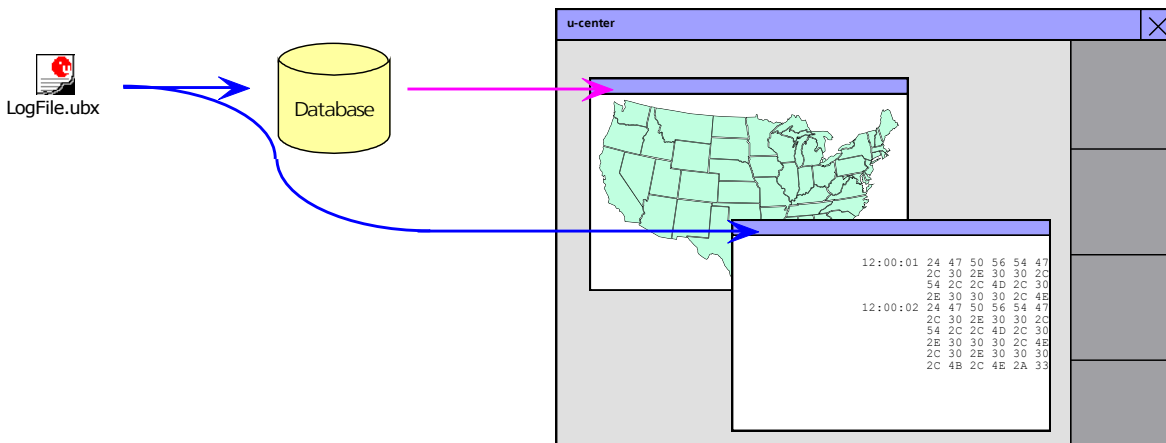 u-center
LogFile.ubx
Database
12:00:01 24 47 50 56 54 47
2C 30 2E 30 30 2C
54 2C 2C 4D 2C 30
2E 30 30 30 2C 4E
12:00:02 24 47 50 56 54 47
2C 30 2E 30 30 2C
54 2C 2C 4D 2C 30
2E 30 30 30 2C 4E
2C 30 2E 30 30 30
2C 4B 2C 4E 2A 33